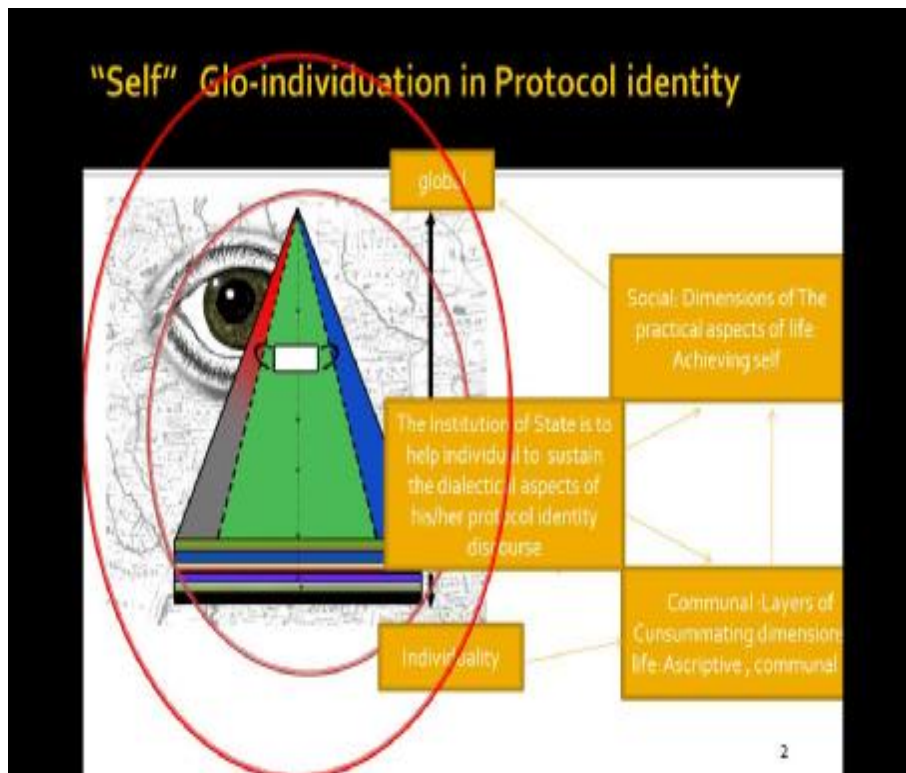 “Self” Glo-individuation in Protocol identity
global
Social: Dimensions of The
practical aspects of life:
Achieving self
The institution of State is to
help individual to sustain
the dialectical aspects of
his/her protocol identity
discourse
Communal :Layers of
Cunsummating dimensions
life: Ascriptive , communal
Individuality
2